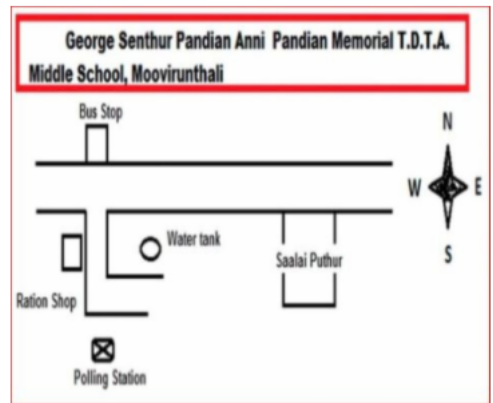 George Senthur Pandian Anni Pandian Memorial T.D.T.A.
Middle School, Moovirunthali
Bus Stop
N
W
E
S
Water tank
Saalai Puthur
Ration Shop
Polling Station